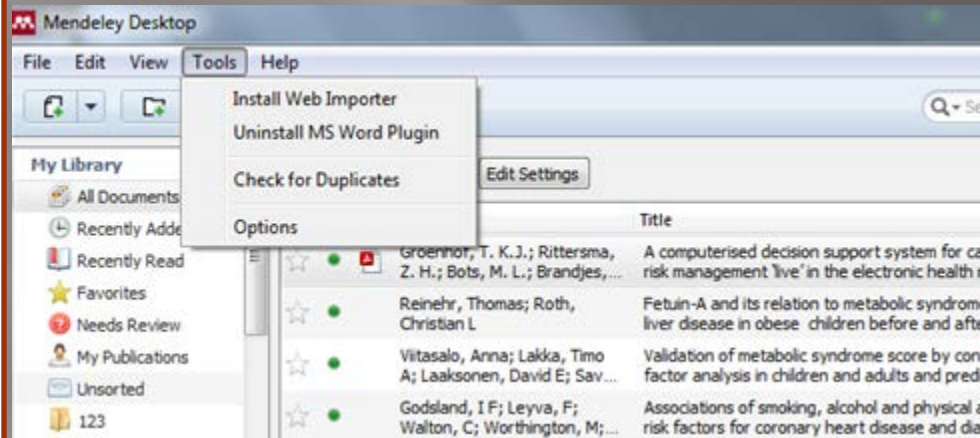 Mendeley Desktop
File Edit View Tools Help
Install Web Importer
Uninstall MS Word Plugin
Check for Duplicates
Options
Edit Settings
My Library
All Documents
Recently Adde
Recently Read
Favorites
Needs Review
My Publications
Unsorted
123
Title
Groenhof, T. K.J.; Rittersma,
Z. H.; Bots, M. L.; Brandjes,...
A computerised decision support system for ca
risk management 'live' in the electronic health
Reinehr, Thomas; Roth,
Christian L
Fetuin-A and its relation to metabolic syndrome
liver disease in obese children before and afte
Viitasalo, Anna; Lakka, Timo
A; Laaksonen, David E; Sav...
Validation of metabolic syndrome score by con
factor analysis in children and adults and predi
Godsland, I F; Leyva, F;
Walton, C; Worthington, M;...
Associations of smoking, alcohol and physical a
risk factors for coronary heart disease and dia